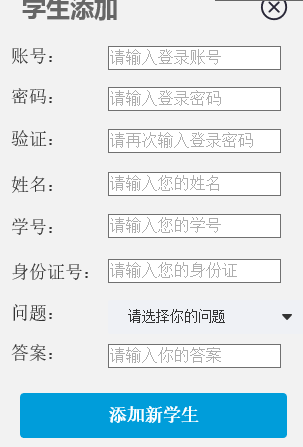 学生添加
账号： 请输入登录账号
密码： 请输入登录密码
验证： 请再次输入登录密码
姓名： 请输入您的姓名
学号： 请输入您的学号
身份证号： 请输入您的身份证
问题： 请选择你的问题
答案： 请输入你的答案
添加新学生